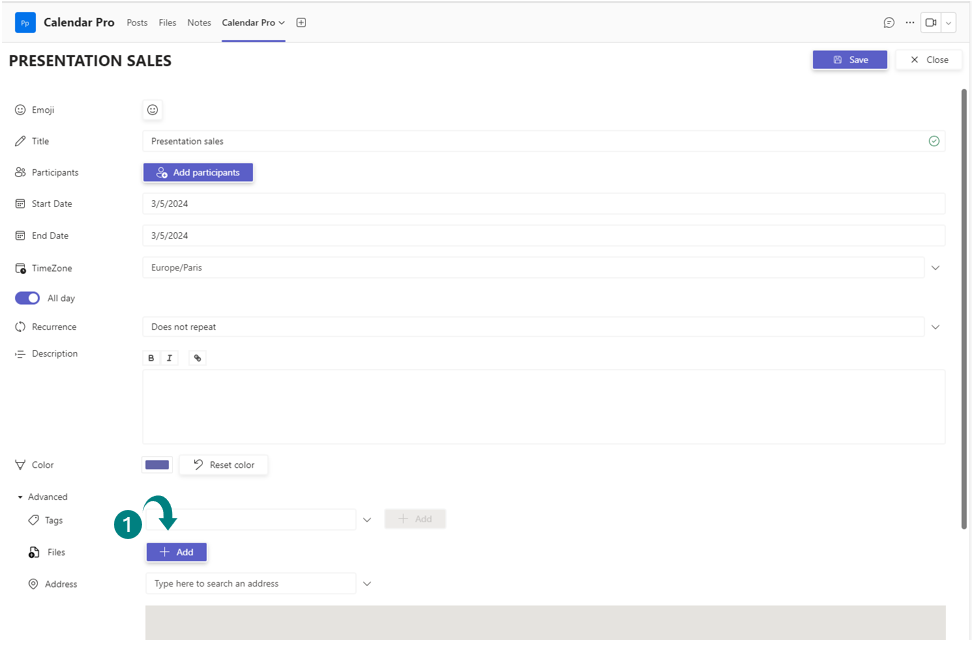 Pp Calendar Pro Posts Files Notes Calendar Pro
PRESENTATION SALES
Save Close
Emoji
Title Presentation sales
Participants Add participants
Start Date 3/5/2024
End Date 3/5/2024
TimeZone Europe/Paris
All day
Recurrence Does not repeat
Description B I
Color Reset color
Advanced
Tags Add
1
Files Add
Address Type here to search an address